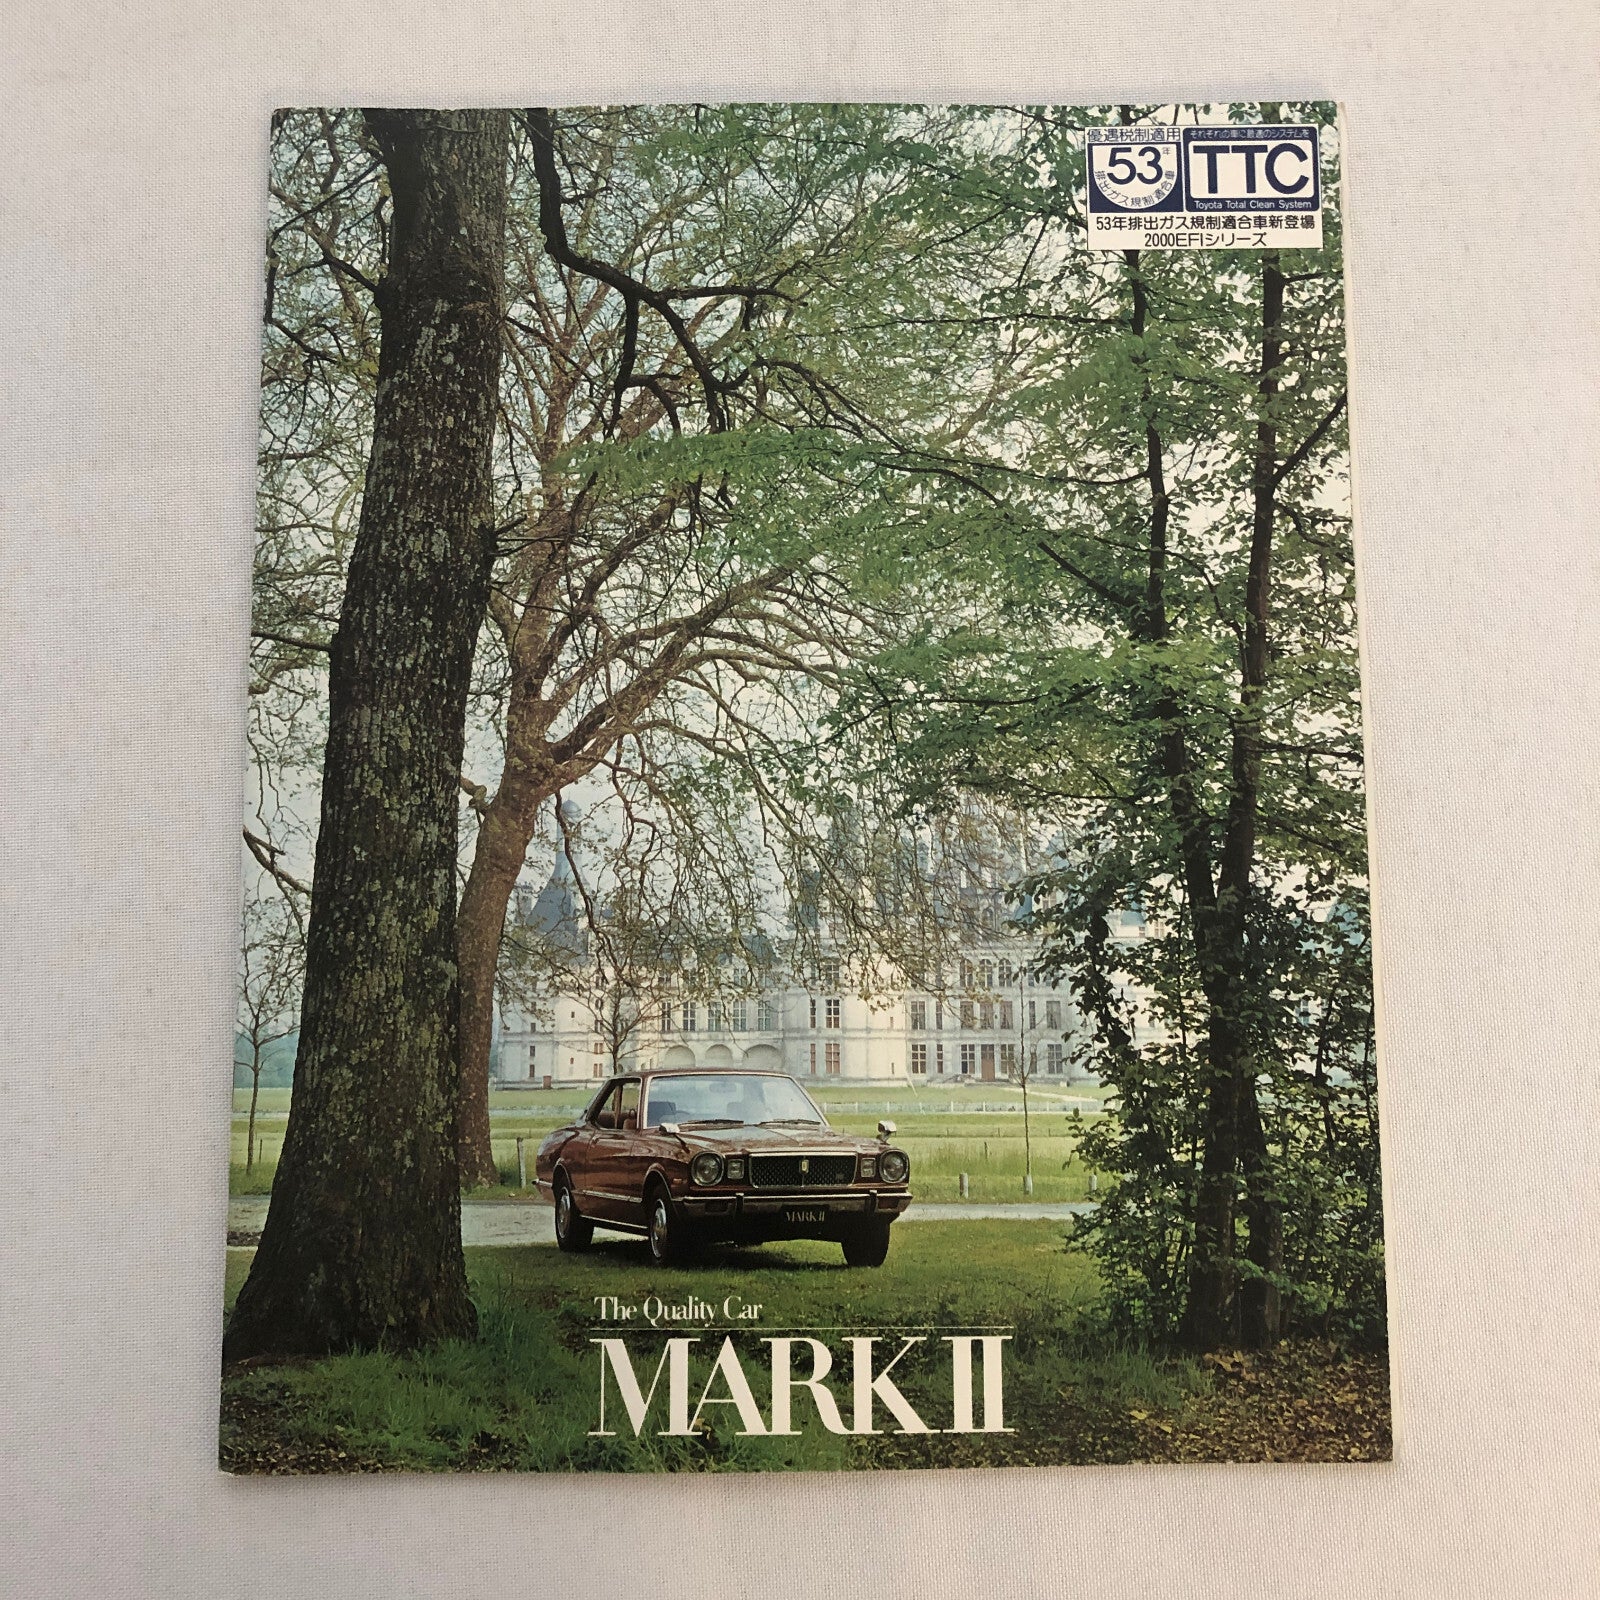 優遇税制適用
53年
排出ガス規制適合車
それぞれの車に最適のシステムを
TTC
Toyota Total Clean System
53年排出ガス規制適合車新登場
2000EFIシリーズ
MARK II
The Quality Car
MARK II